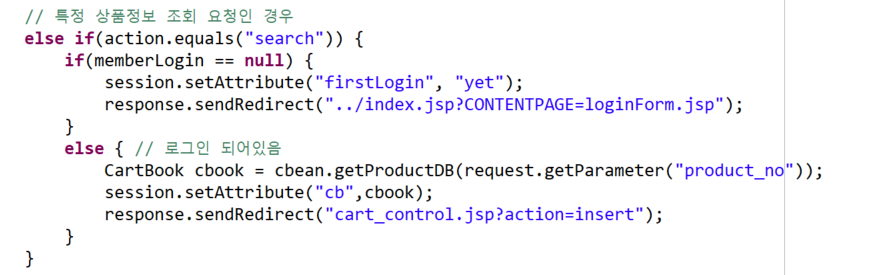 // 특정 상품정보 조회 요청인 경우
else if(action.equals("search")) {
if(memberLogin == null) {
session.setAttribute("firstLogin", "yet");
response.sendRedirect("../index.jsp?CONTENTPAGE=loginForm.jsp");
}
else { // 로그인 되어있음
CartBook cbook = cbean.getProductDB(request.getParameter("product_no"));
session.setAttribute("cb",cbook);
response.sendRedirect("cart_control.jsp?action=insert");
}
}